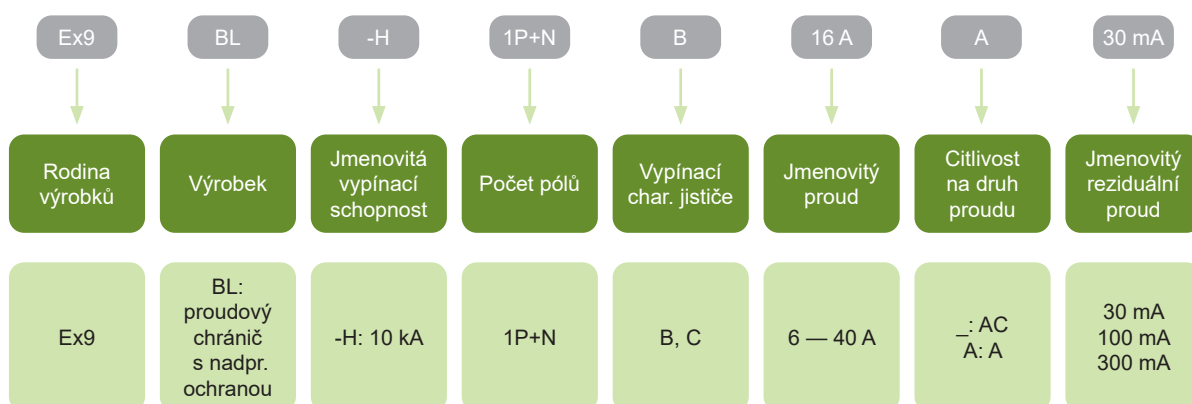 Ex9
BL
-H
1P+N
B
16 A
A
30 mA
Rodina
výrobků
Výrobek
Jmenovitá
vypínací
schopnost
Počet pólů
Vypínací
char. jističe
Jmenovitý
proud
Citlivost
na druh
proudu
Jmenovitý
reziduální
proud
Ex9
BL:
proudový
chránič
s nadpr.
ochranou
-H: 10 kA
1P+N
B, C
6 — 40 A
_: AC
A: A
30 mA
100 mA
300 mA